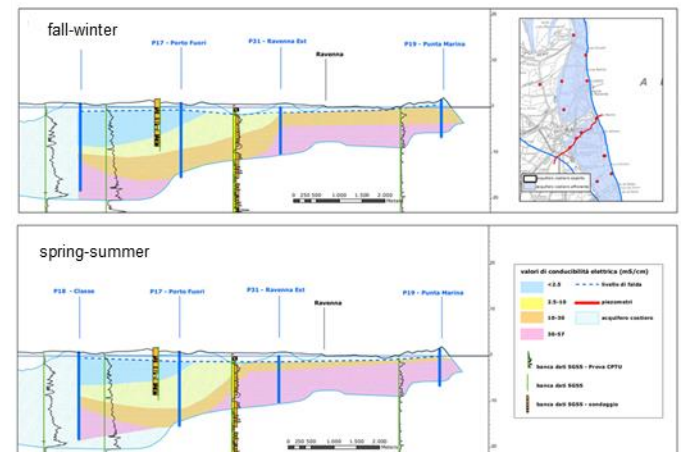 fall-winter
P17 - Porto Fuori
P31 - Ravenna Est
Ravenna
P19 - Punta Marina
0 250 500 1.000 1.500 2.000
spring-summer
P18 - Classe
P17 - Porto Fuori
P31 - Ravenna Est
Ravenna
P19 - Punta Marina
0 250 500 1.000 1.500 2.000
valori di conducibilità elettrica (mS/cm)
<2.5
livello di falda
2.5-10
piezometri
10-30
acquifero costiero
30-57
banca dati SGSS - Prova CPTU
banca dati SGSS
banca dati SGSS - sondaggio